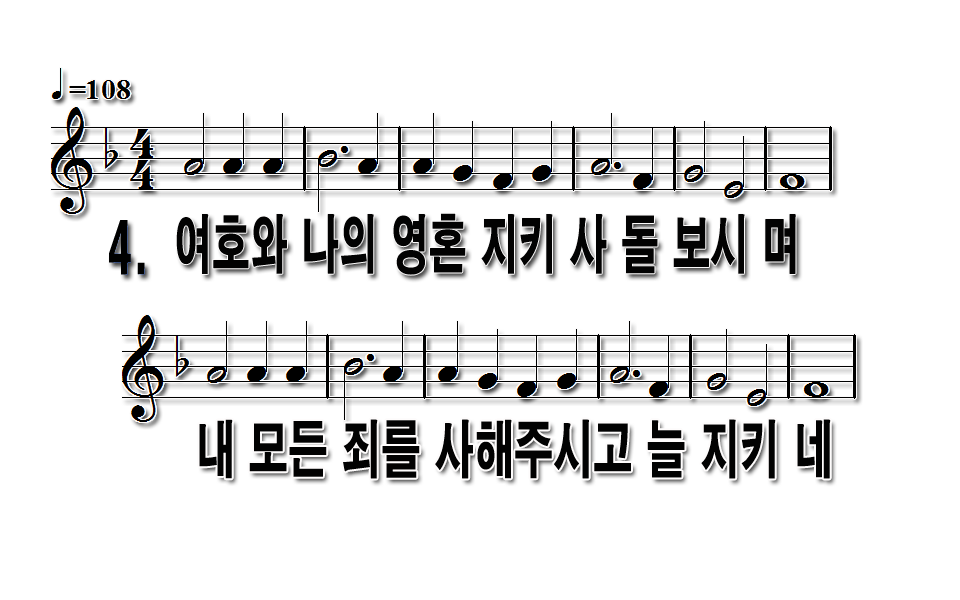 ♩=108
4. 여호와 나의 영혼 지키 사 돌 보시 며
내 모든 죄를 사해주시고 늘 지키 네